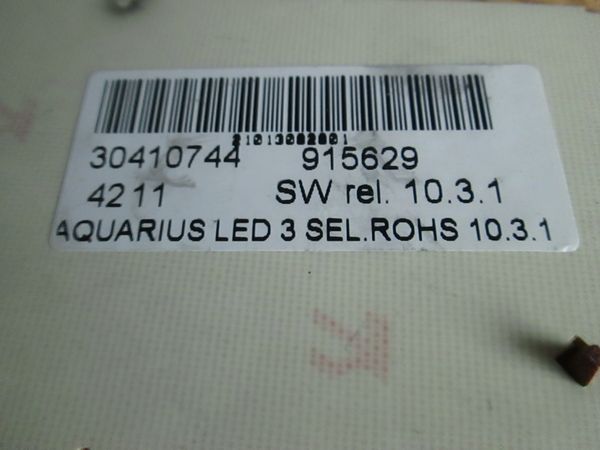 30410744 915629
4211 SW rel. 10.3.1
AQUARIUS LED 3 SEL.ROHS 10.3.1